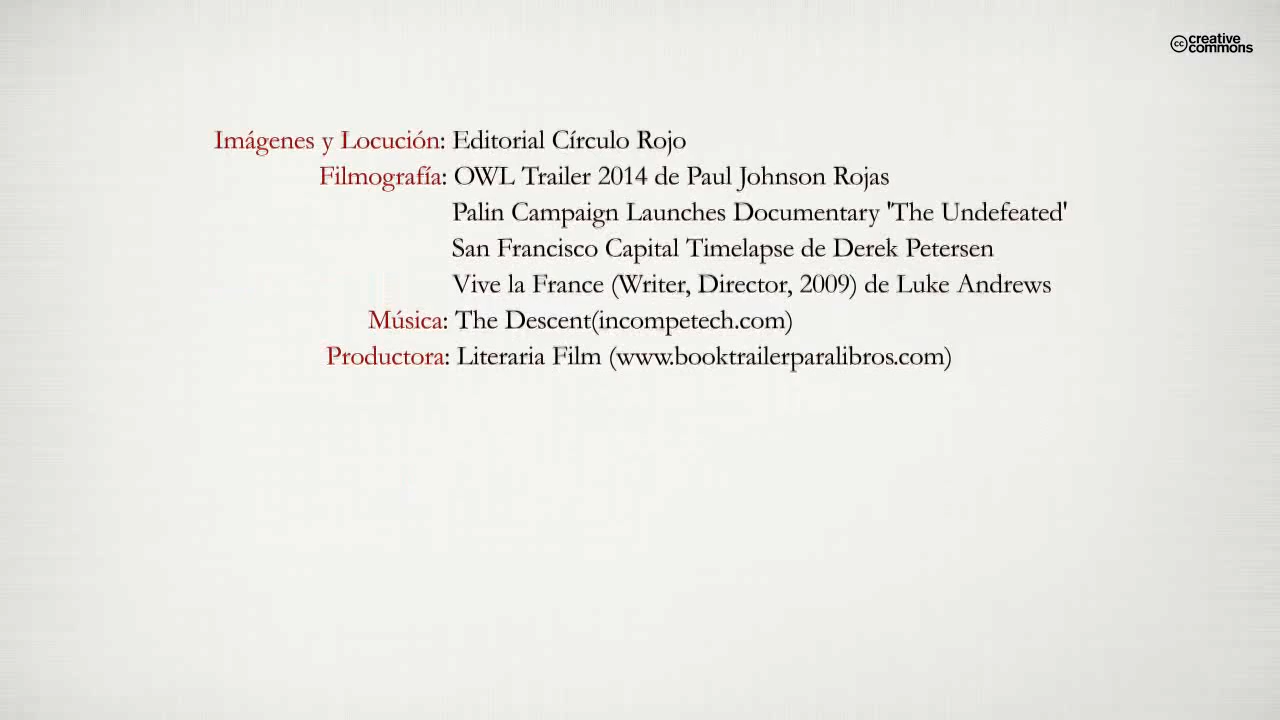 creative
commons
Imágenes y Locución: Editorial Círculo Rojo
Filmografía: OWL Trailer 2014 de Paul Johnson Rojas
Palin Campaign Launches Documentary 'The Undefeated'
San Francisco Capital Timelapse de Derek Petersen
Vive la France (Writer, Director, 2009) de Luke Andrews
Música: The Descent(incompetech.com)
Productora: Literaria Film (www.booktrailerparalibros.com)